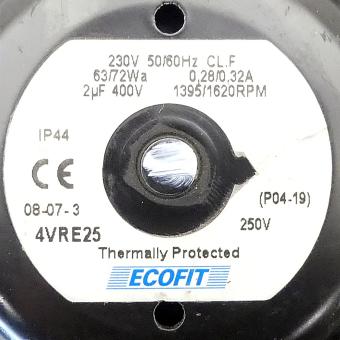 230V 50/60Hz CL.F
63/72Wa 0,28/0,32A
2µF 400V 1395/1620RPM
IP44
CE
08-07-3 (P04-19)
4VRE25 250V
Thermally Protected
ECOFIT